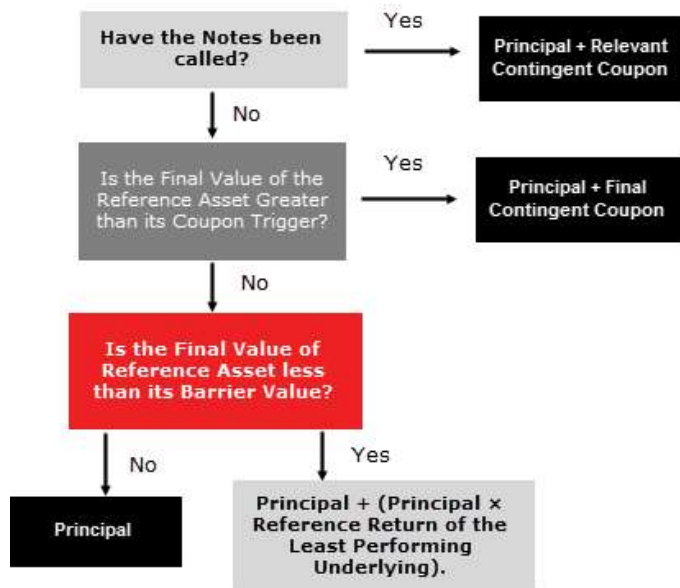 Have the Notes been
called?
Yes
Principal + Relevant
Contingent Coupon
No
Is the Final Value of the
Reference Asset Greater
than its Coupon Trigger?
Yes
Principal + Final
Contingent Coupon
No
Is the Final Value of
Reference Asset less
than its Barrier Value?
No
Yes
Principal
Principal + (Principal ×
Reference Return of the
Least Performing
Underlying).